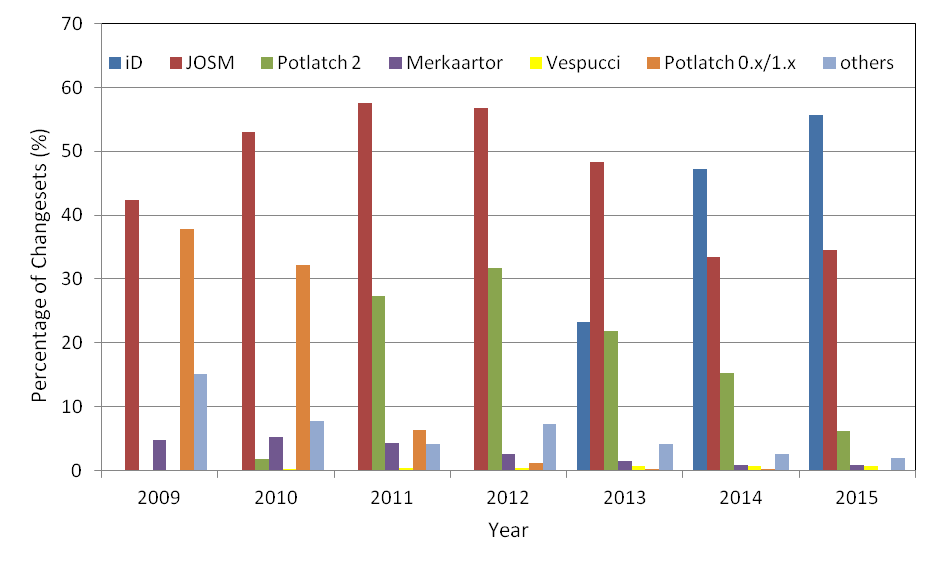 70
iD JOSM Potlatch 2 Merkaartor Vespucci Potlatch 0.x/1.x others
60
50
40
30
20
10
0
Percentage of Changesets (%)
2009 2010 2011 2012 2013 2014 2015
Year